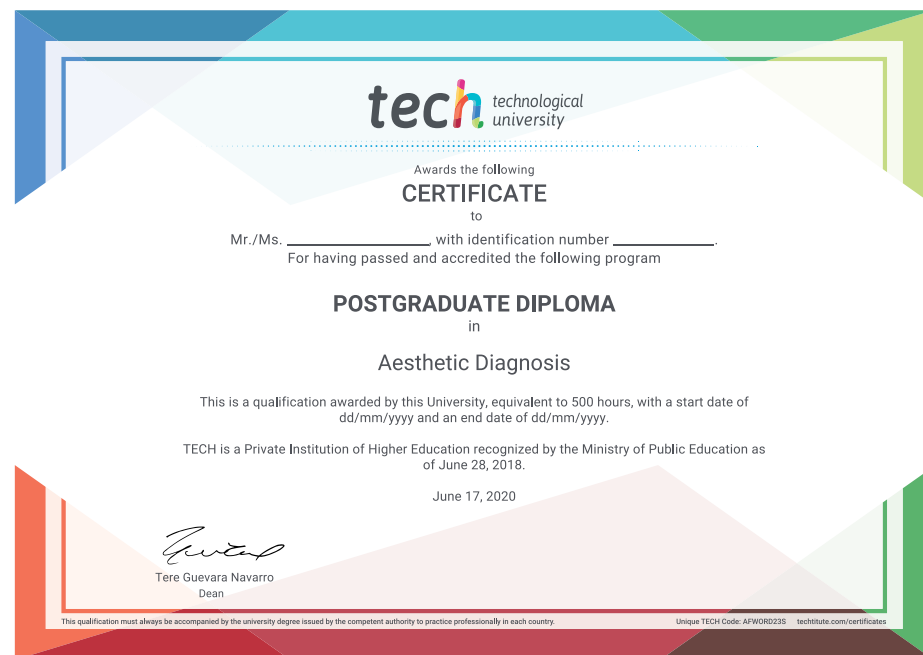 tech technological
university
Awards the following
CERTIFICATE
to
Mr./Ms. ____________________, with identification number ______________.
For having passed and accredited the following program
POSTGRADUATE DIPLOMA
in
Aesthetic Diagnosis
This is a qualification awarded by this University, equivalent to 500 hours, with a start date of
dd/mm/yyyy and an end date of dd/mm/yyyy.
TECH is a Private Institution of Higher Education recognized by the Ministry of Public Education as
of June 28, 2018.
June 17, 2020
Tere Guevara Navarro
Dean
This qualification must always be accompanied by the university degree issued by the competent authority to practice professionally in each country. Unique TECH Code: AFWORD23S techtitute.com/certificates